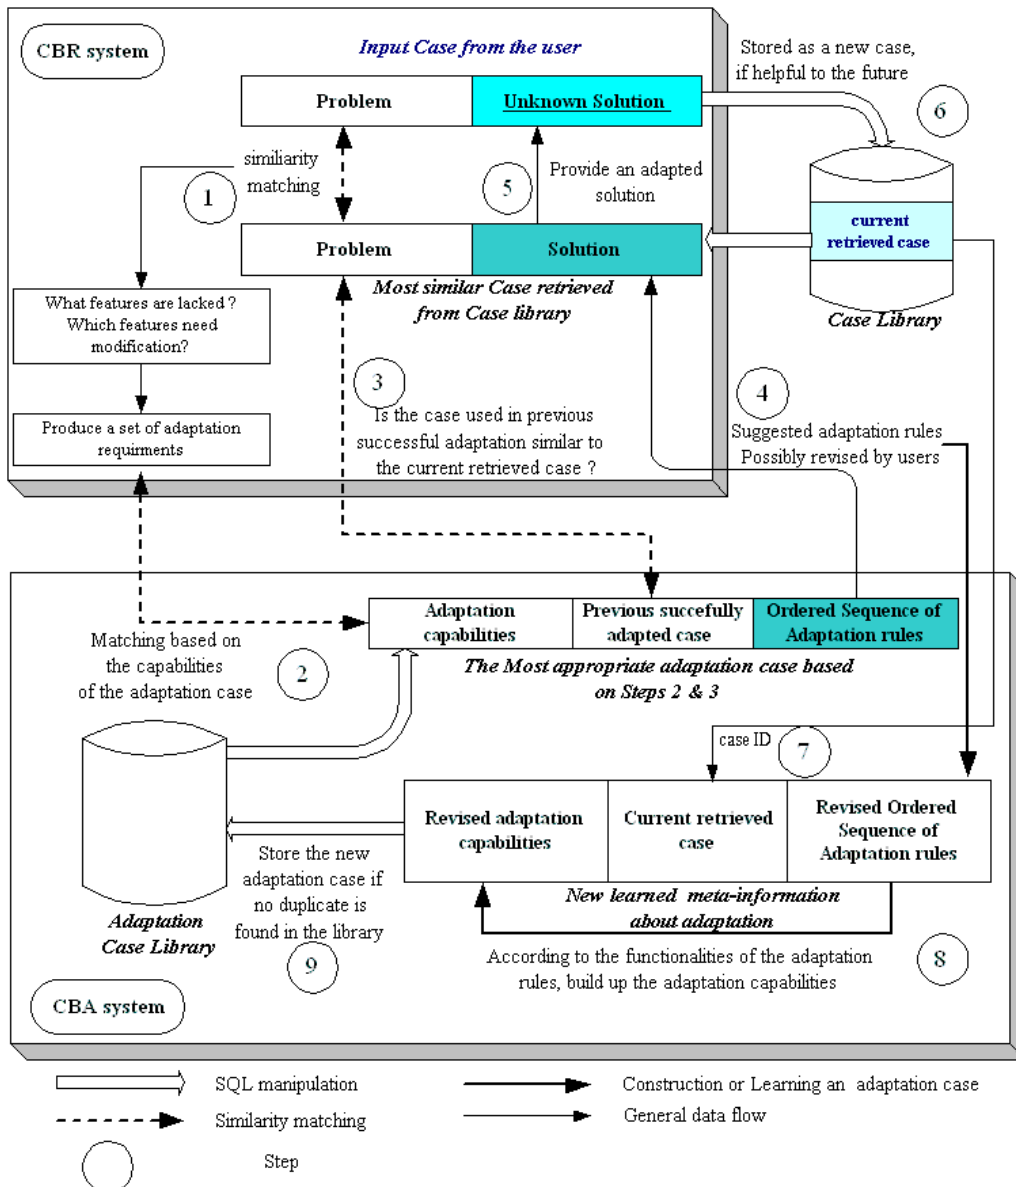 CBR system
Input Case from the user
Stored as a new case,
if helpful to the future
6
Problem
Unknown Solution
similiarity
matching
1
5
Provide an adapted
solution
current
retrieved case
Problem
Solution
Most similar Case retrieved
from Case library
Case Library
What features are lacked ?
Which features need
modification?
3
4
Is the case used in previous
successful adaptation similar to
the current retrieved case ?
Produce a set of adaptation
requirments
Suggested adaptation rules
Possibly revised by users
Adaptation
capabilities
Previous succefully
adapted case
Ordered Sequence of
Adaptation rules
Matching based on
the capabilities
of the adaptation case
2
The Most appropriate adaptation case based
on Steps 2 & 3
case ID
7
Revised adaptation
capabilities
Current retrieved
case
Revised Ordered
Sequence of
Adaptation rules
Store the new
adaptation case if
no duplicate is
found in the library
New learned  meta-information
about adaptation
Adaptation
Case Library
9
According to the functionalities of the adaptation
rules, build up the adaptation capabilities
8
CBA system
SQL manipulation
Construction or Learning an  adaptation case
Similarity matching
General data flow
Step